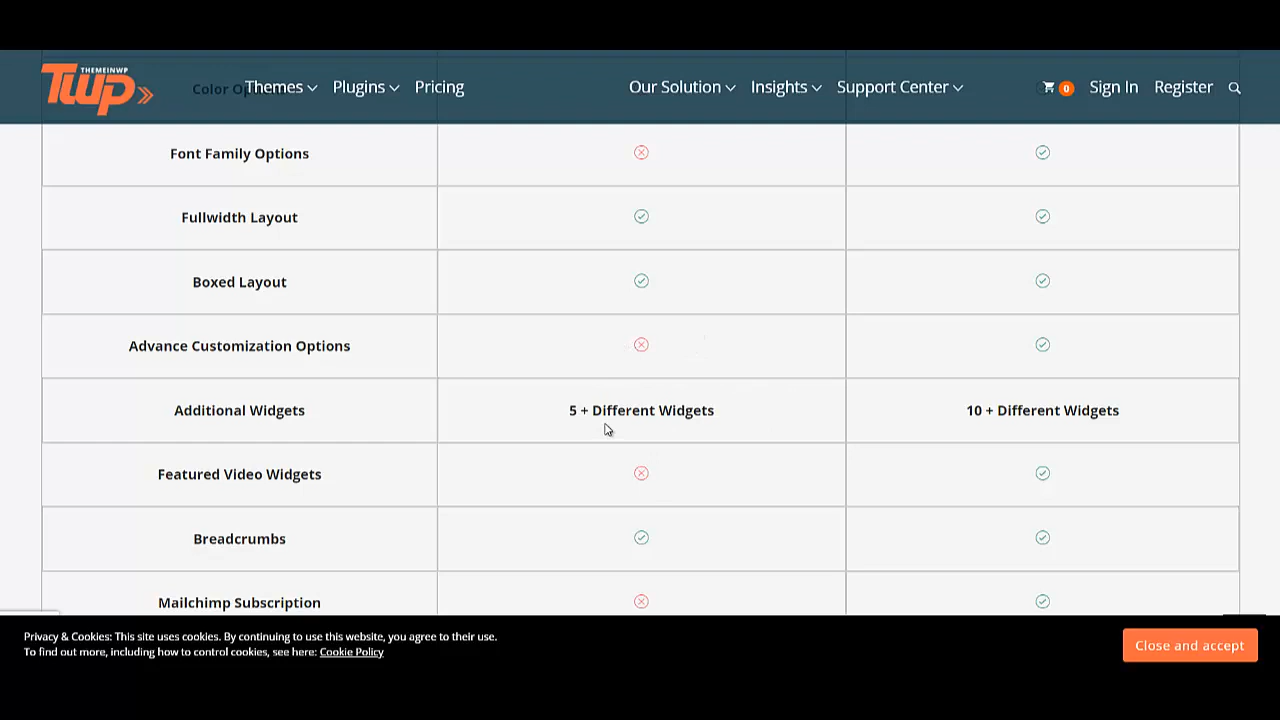 THEMEINWP
TWP
Themes
Plugins
Pricing
Our Solution
Insights
Support Center
0
Sign In
Register
Color O
Font Family Options
Fullwidth Layout
Boxed Layout
Advance Customization Options
Additional Widgets
5 + Different Widgets
10 + Different Widgets
Featured Video Widgets
Breadcrumbs
Mailchimp Subscription
Privacy & Cookies: This site uses cookies. By continuing to use this website, you agree to their use.
To find out more, including how to control cookies, see here: Cookie Policy
Close and accept